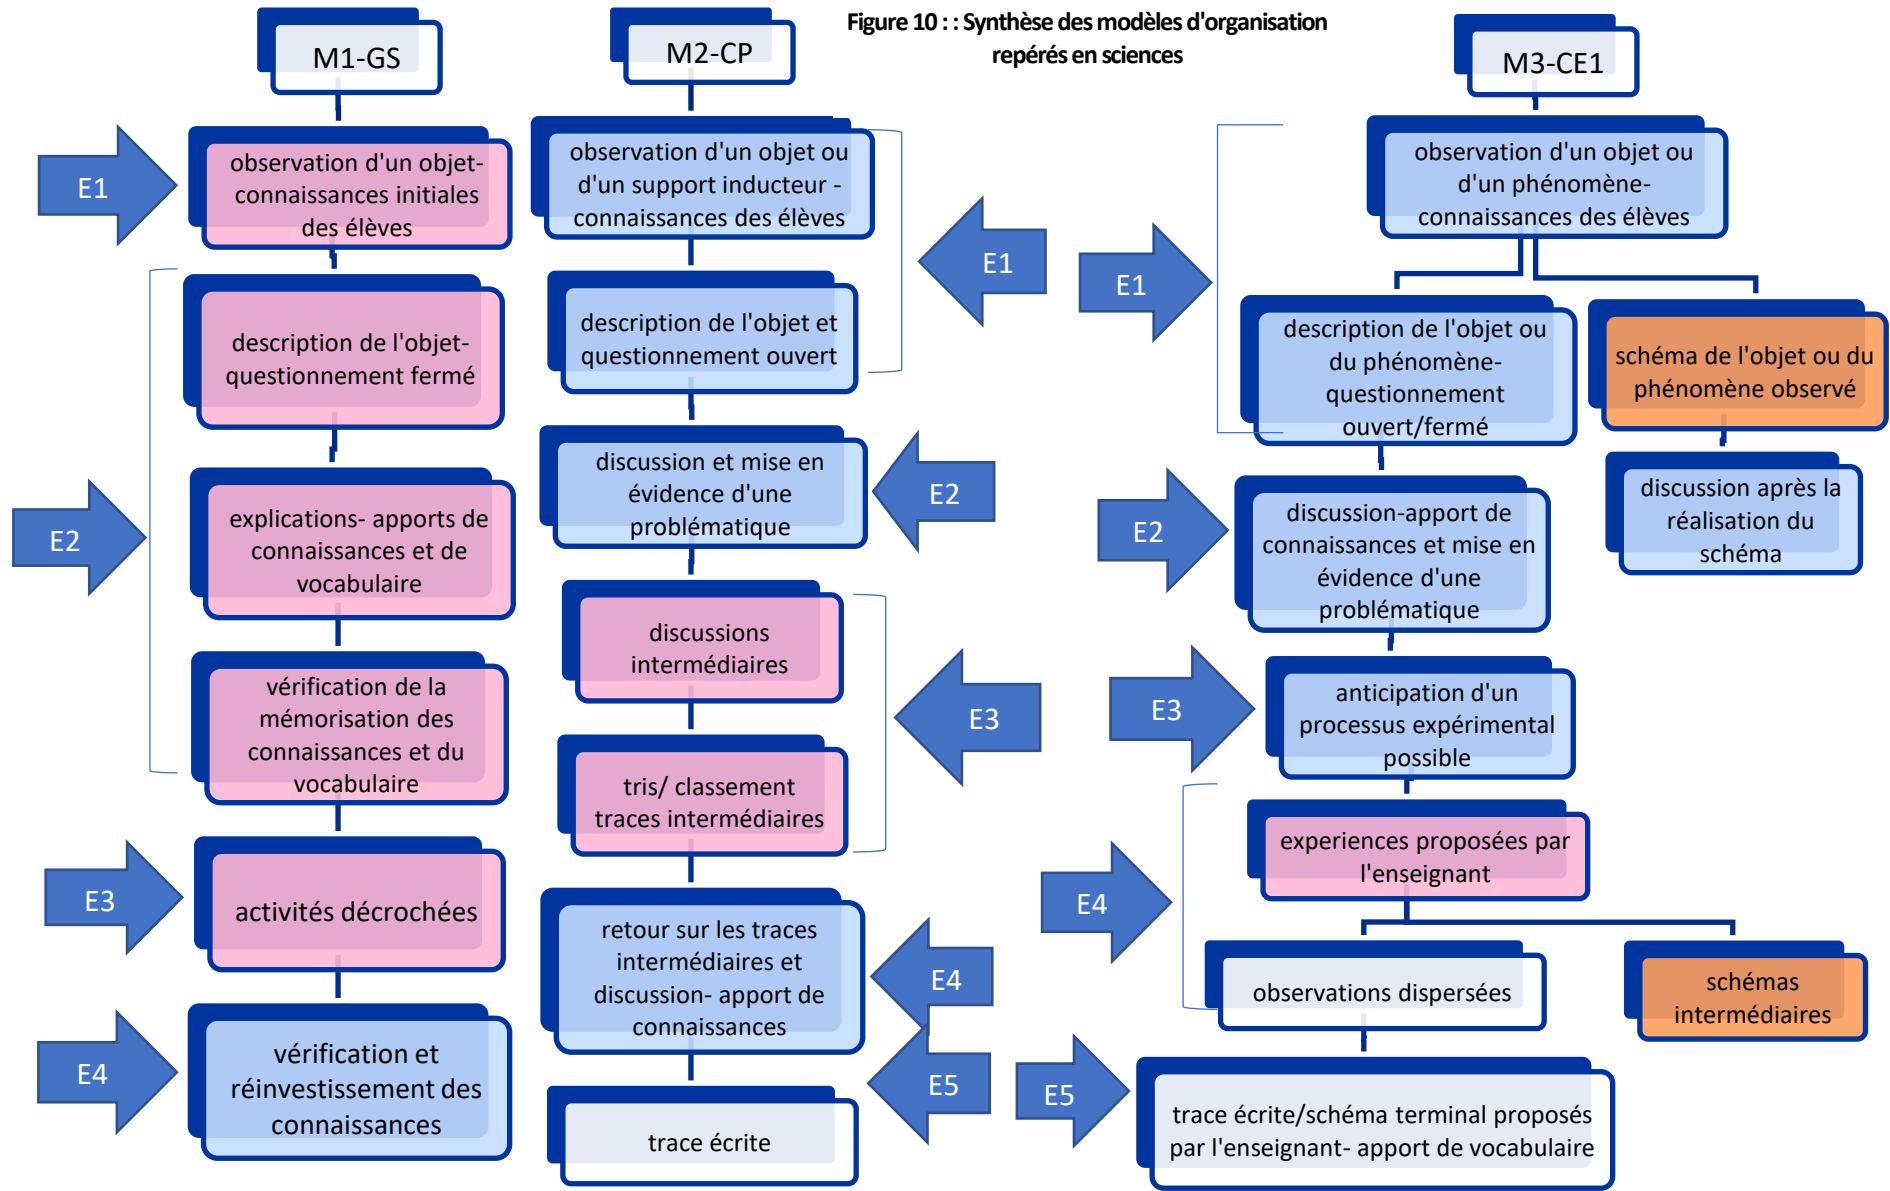 Figure 10 : : Synthèse des modèles d'organisation
repérés en sciences
M1-GS
E1
observation d'un objet-
connaissances initiales
des élèves
E2
description de l'objet-
questionnement fermé
explications- apports de
connaissances et de
vocabulaire
vérification de la
mémorisation des
connaissances et du
vocabulaire
E3
activités décrochées
E4
vérification et
réinvestissement des
connaissances
M2-CP
observation d'un objet ou
d'un support inducteur -
connaissances des élèves
E1
description de l'objet et
questionnement ouvert
discussion et mise en
évidence d'une
problématique
E2
discussions
intermédiaires
E3
tris/ classement
traces intermédiaires
retour sur les traces
intermédiaires et
discussion- apport de
connaissances
E4
E5
trace écrite
M3-CE1
observation d'un objet ou
d'un phénomène-
connaissances des élèves
E1
description de l'objet ou
du phénomène-
questionnement
ouvert/fermé
schéma de l'objet ou du
phénomène observé
discussion après la
réalisation du
schéma
E2
discussion-apport de
connaissances et mise en
évidence d'une
problématique
E3
anticipation d'un
processus expérimental
possible
E4
experiences proposées par
l'enseignant
observations dispersées
schémas
intermédiaires
E5
trace écrite/schéma terminal proposés
par l'enseignant- apport de vocabulaire